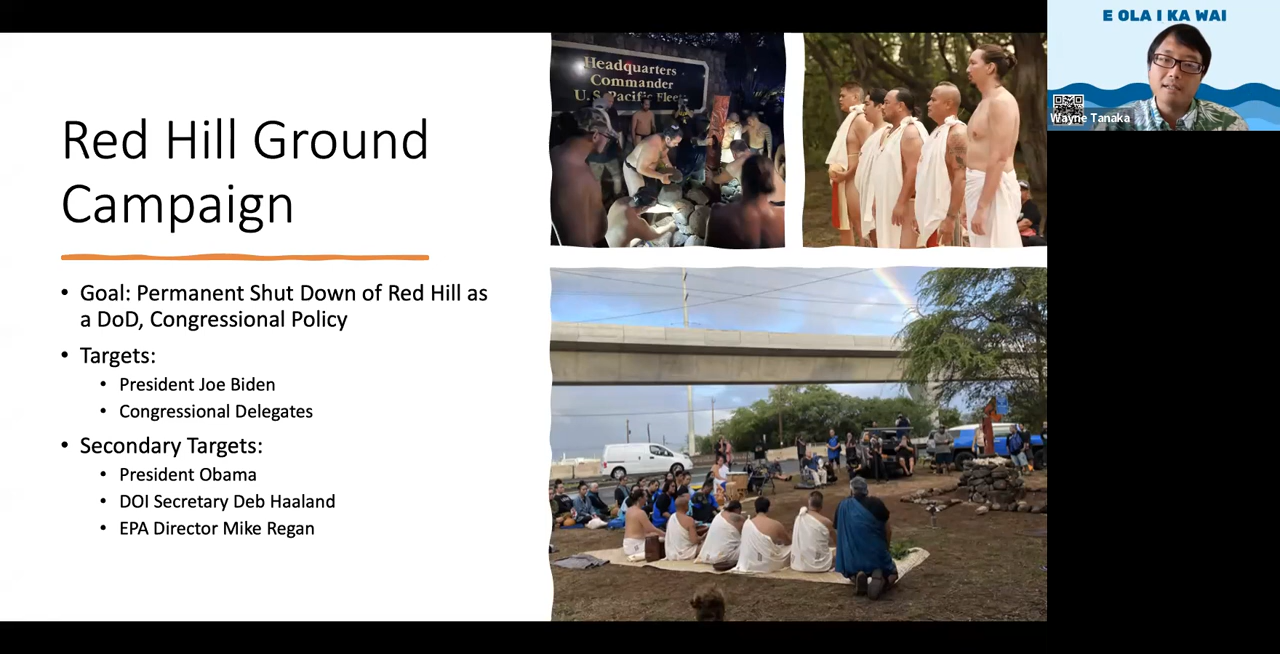 Red Hill Ground
Campaign
• Goal: Permanent Shut Down of Red Hill as
a DoD, Congressional Policy
• Targets:
• President Joe Biden
• Congressional Delegates
• Secondary Targets:
• President Obama
• DOI Secretary Deb Haaland
• EPA Director Mike Regan
Headquarters
Commander
U.S. Pacific Fleet
E OLA I KA WAI
Wayne Tanaka